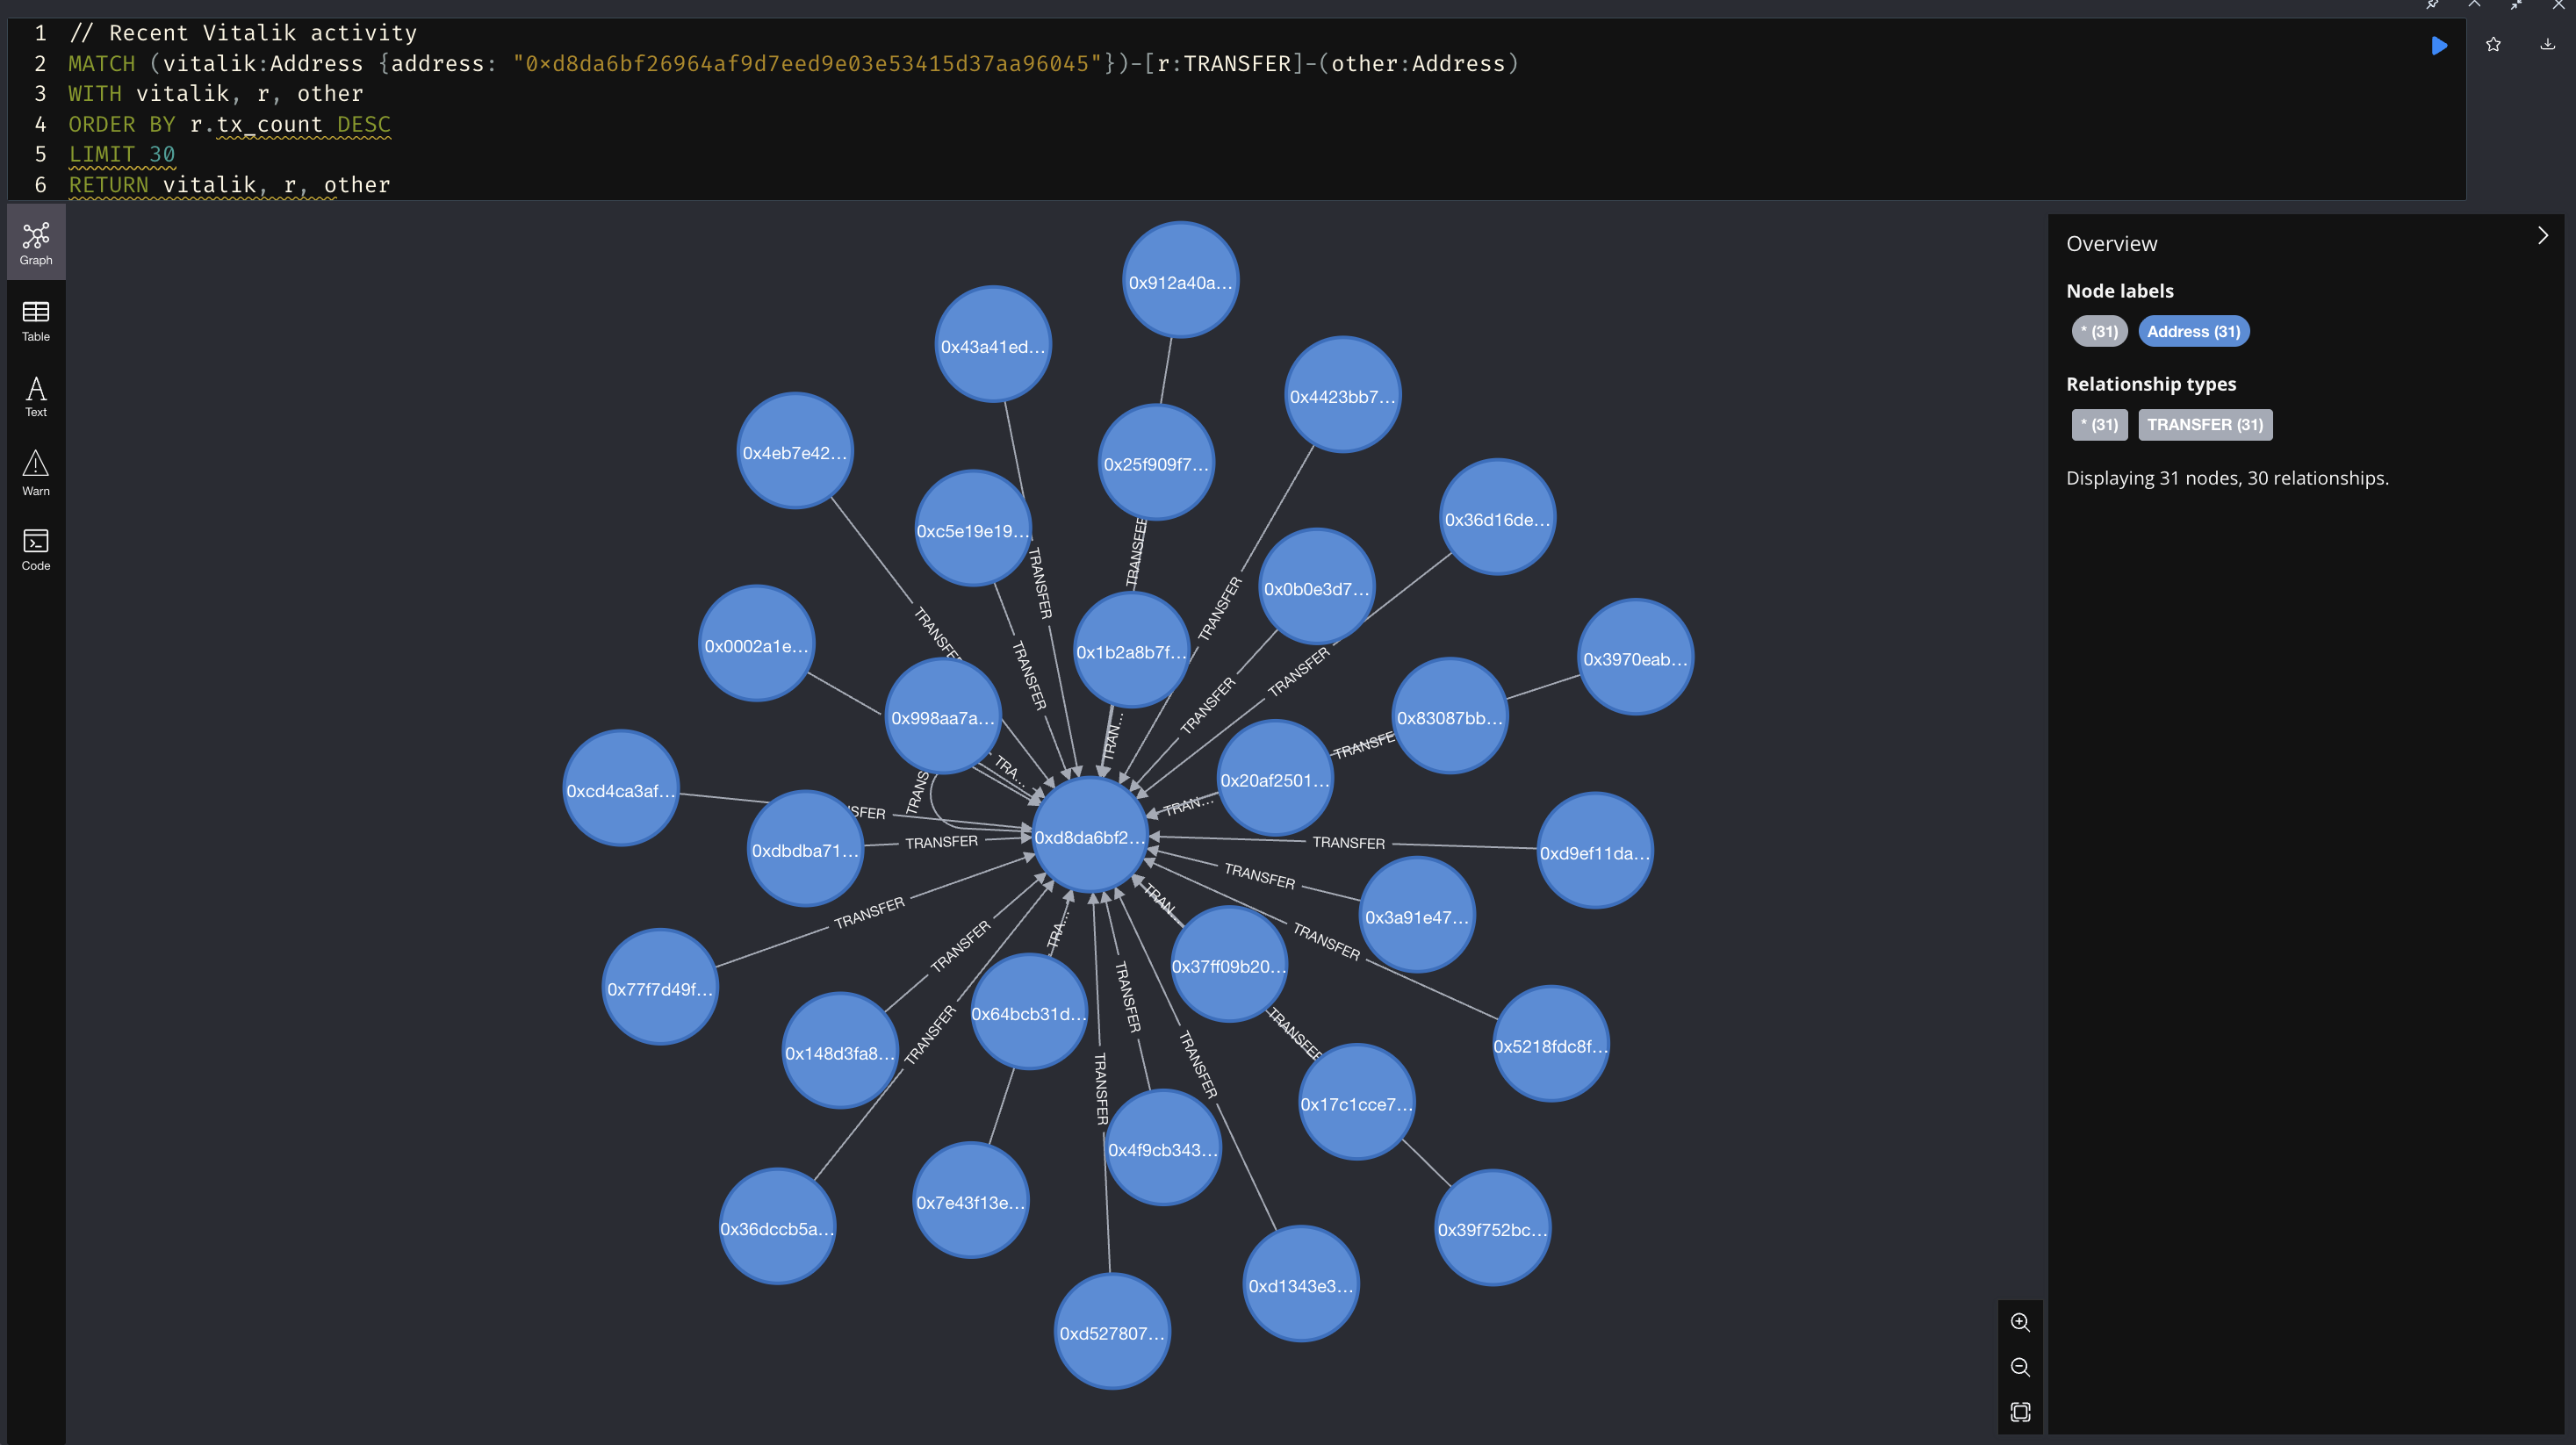 1 // Recent Vitalik activity
2 MATCH (vitalik:Address {address: "0xd8da6bf26964af9d7eed9e03e53415d37aa96045"})-[r:TRANSFER]-(other:Address)
3 WITH vitalik, r, other
4 ORDER BY r.tx_count DESC
5 LIMIT 30
6 RETURN vitalik, r, other
Graph
Table
Text
Warn
Code
0x912a40a...
0x43a41ed...
0x4423bb7...
0x4eb7e42...
0x25f909f7...
0xc5e19e19...
0x36d16de...
TRANSFER
TRANSFER
0x0b0e3d7...
TRANSFER
TRANSFER
0x0002a1e...
0x1b2a8b7f...
TRANSFER
TRANSFER
0x3970eab...
TRANSFER
0x998aa7a...
0x83087bb...
TRAN...
TRANSFE
TRA...
0x20af2501...
0xcd4ca3af...
TRANS
TRAN...
SFER
0xd8da6bf2...
TRANSFER
TRANSFER
0xdbdba71...
0xd9ef11da...
TRANSFER
TRANSFER
0x3a91e47...
TRAN...
TRA...
TRANSFER
TRANSFER
0x37ff09b20...
0x77f7d49f...
TRANSFER
0x64bcb31d...
TRANSFER
TRANSFER
0x148d3fa8...
0x5218fdc8f...
TRANSFER
TRANSFER
0x17c1cce7...
0x4f9cb343...
0x7e43f13e...
0x36dccb5a...
0x39f752bc...
0xd1343e3...
0xd527807...
Overview
Node labels
* (31) Address (31)
Relationship types
* (31) TRANSFER (31)
Displaying 31 nodes, 30 relationships.